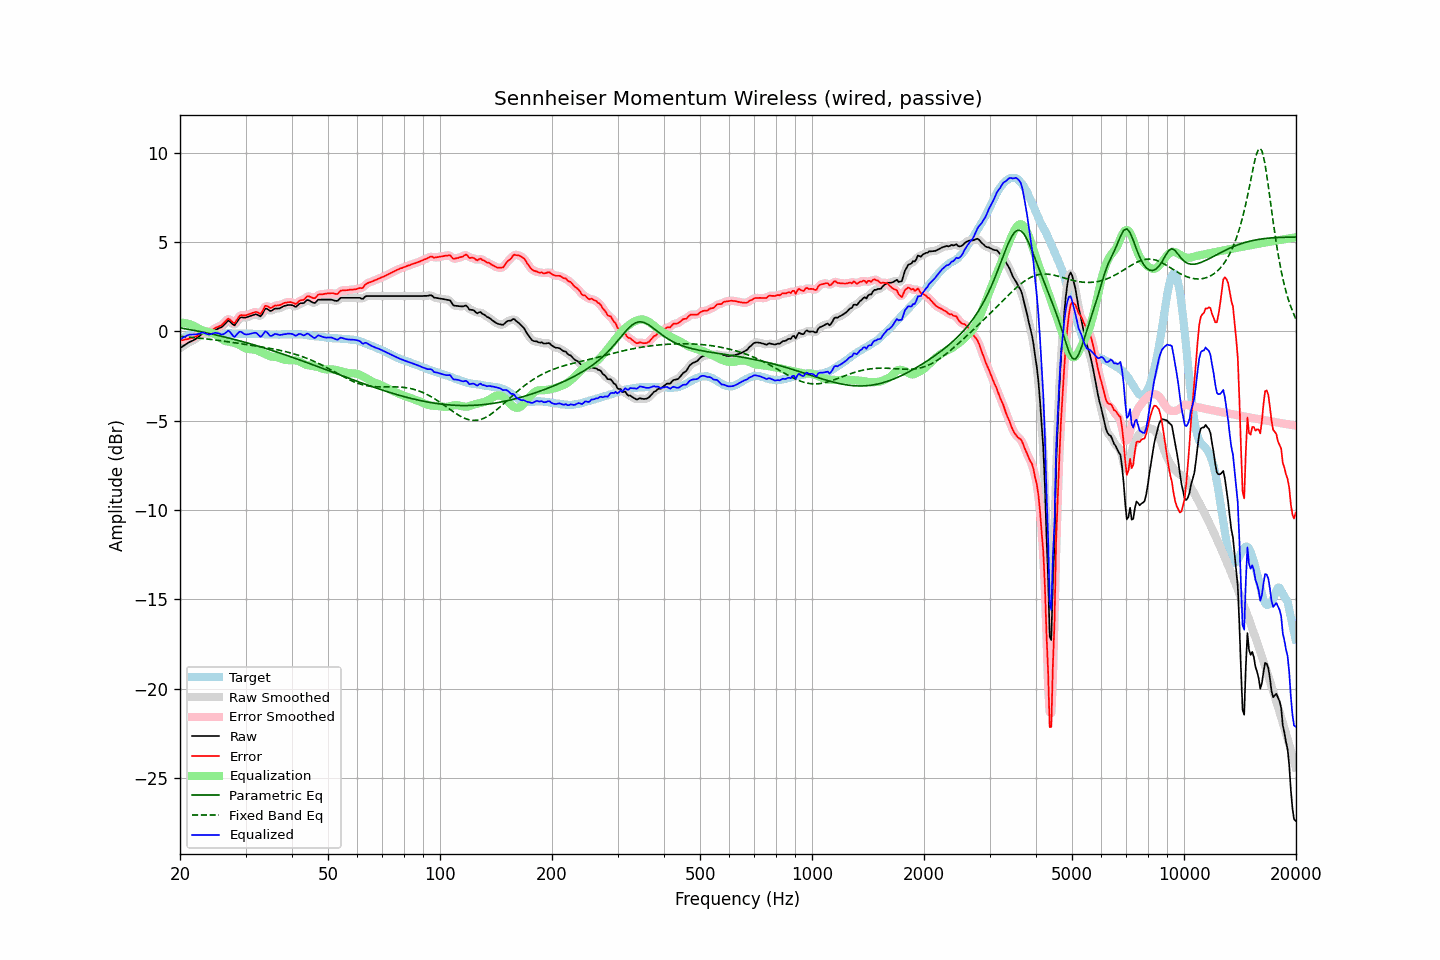 Sennheiser Momentum Wireless (wired, passive)
10
5
0
−5
−10
−15
−20
−25
Amplitude (dBr)
Target
Raw Smoothed
Error Smoothed
Raw
Error
Equalization
Parametric Eq
Fixed Band Eq
Equalized
20 50 100 200 500 1000 2000 5000 10000 20000
Frequency (Hz)